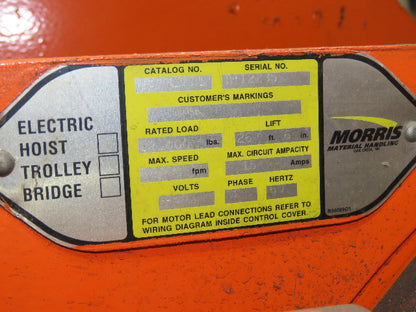 ELECTRIC
HOIST
TROLLEY
BRIDGE
CATALOG NO. SERIAL NO.
CUSTOMER'S MARKINGS
RATED LOAD LIFT
lbs. ft. in.
MAX. SPEED MAX. CIRCUIT AMPACITY
fpm Amps
VOLTS PHASE HERTZ
FOR MOTOR LEAD CONNECTIONS REFER TO
WIRING DIAGRAM INSIDE CONTROL COVER.
MORRIS
MATERIAL HANDLING